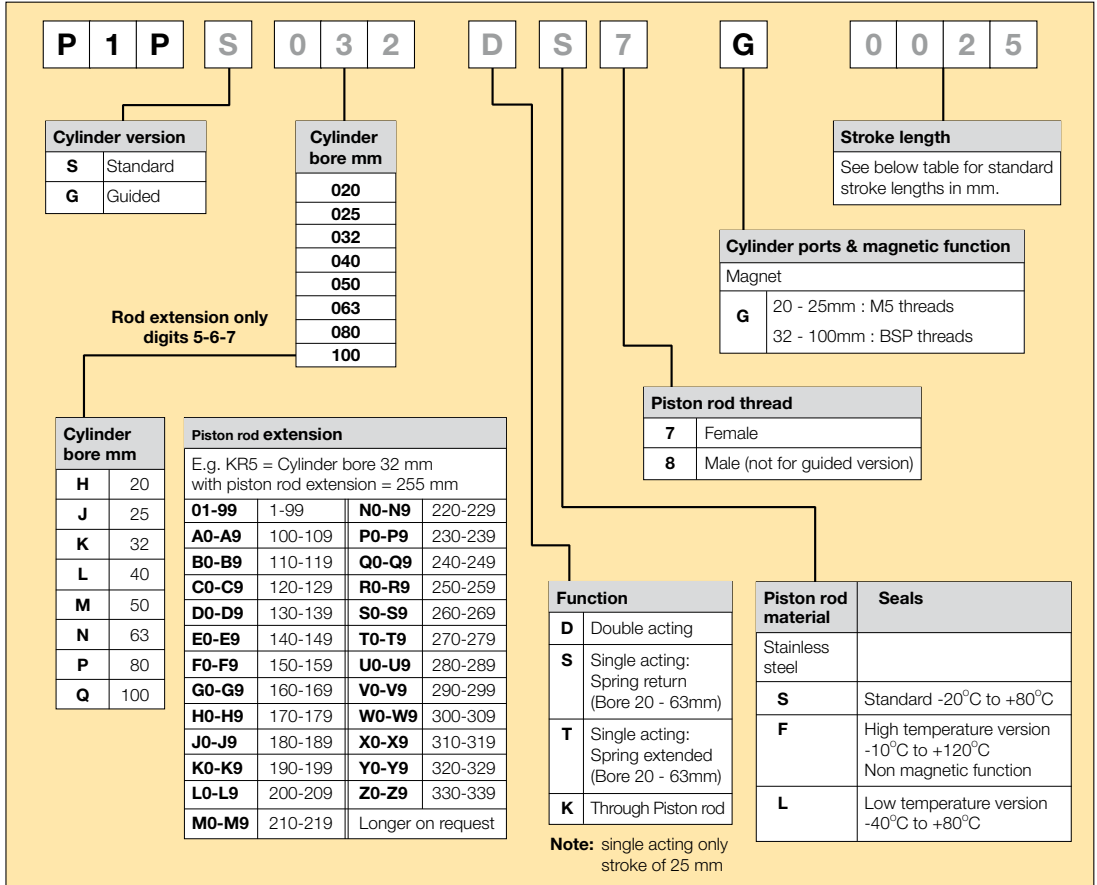 P 1 P S 0 3 2 D S 7 G 0 0 2 5
Cylinder version
S Standard
G Guided
Cylinder
bore mm
020
025
032
040
050
063
080
100
Stroke length
See below table for standard
stroke lengths in mm.
Cylinder ports & magnetic function
Magnet
G 20 - 25mm : M5 threads
32 - 100mm : BSP threads
Rod extension only
digits 5-6-7
Piston rod thread
7 Female
8 Male (not for guided version)
Cylinder
bore mm
H 20
J 25
K 32
L 40
M 50
N 63
P 80
Q 100
Piston rod extension
E.g. KR5 = Cylinder bore 32 mm
with piston rod extension = 255 mm
01-99 1-99 N0-N9 220-229
A0-A9 100-109 P0-P9 230-239
B0-B9 110-119 Q0-Q9 240-249
C0-C9 120-129 R0-R9 250-259
D0-D9 130-139 S0-S9 260-269
E0-E9 140-149 T0-T9 270-279
F0-F9 150-159 U0-U9 280-289
G0-G9 160-169 V0-V9 290-299
H0-H9 170-179 W0-W9 300-309
J0-J9 180-189 X0-X9 310-319
K0-K9 190-199 Y0-Y9 320-329
L0-L9 200-209 Z0-Z9 330-339
M0-M9 210-219 Longer on request
Function
D Double acting
S Single acting:
Spring return
(Bore 20 - 63mm)
T Single acting:
Spring extended
(Bore 20 - 63mm)
K Through Piston rod
Note: single acting only
stroke of 25 mm
Piston rod Seals
material
Stainless
steel
S Standard -20°C to +80°C
F High temperature version
-10°C to +120°C
Non magnetic function
L Low temperature version
-40°C to +80°C